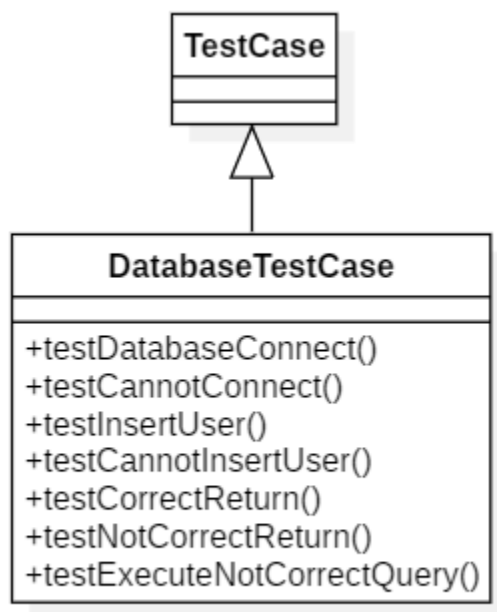 TestCase
DatabaseTestCase
+testDatabaseConnect()
+testCannotConnect()
+testInsertUser()
+testCannotInsertUser()
+testCorrectReturn()
+testNotCorrectReturn()
+testExecuteNotCorrectQuery()